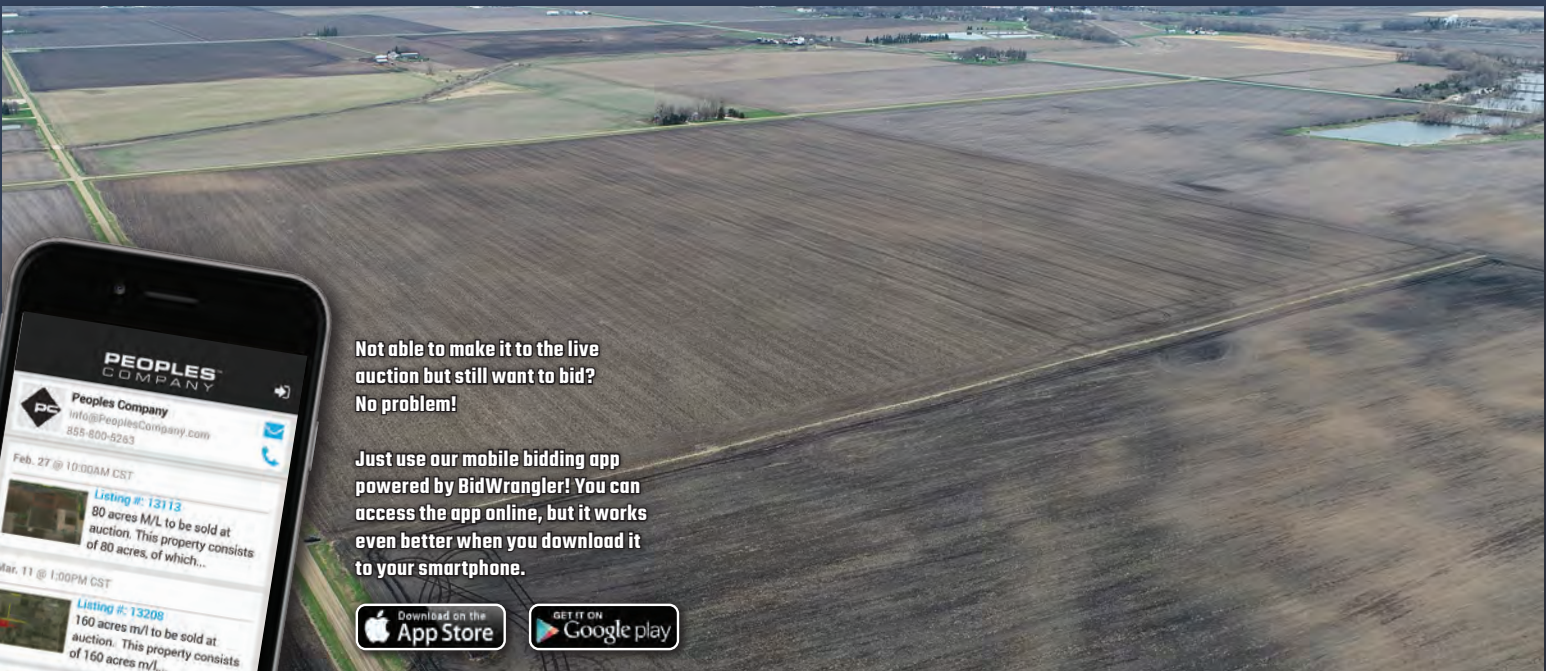 PEOPLES
COMPANY
PC
Peoples Company
info@PeoplesCompany.com
855-800-5263
Feb. 27 @ 10:00AM CST
Listing #: 13113
80 acres M/L to be sold at
auction. This property consists
of 80 acres, of which...
Mar. 11 @ 1:00PM CST
Listing #: 13208
160 acres m/l to be sold at
auction. This property consists
of 160 acres m/l
Not able to make it to the live
auction but still want to bid?
No problem!
Just use our mobile bidding app
powered by BidWrangler! You can
access the app online, but it works
even better when you download it
to your smartphone.
Download on the
App Store
GET IT ON
Google play